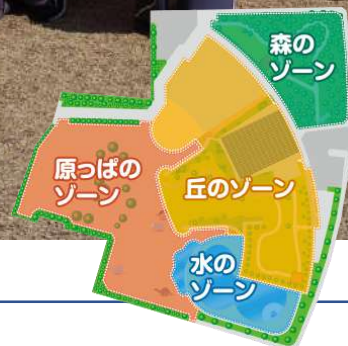 森の
ゾーン
原っぱの
ゾーン
丘のゾーン
水の
ゾーン